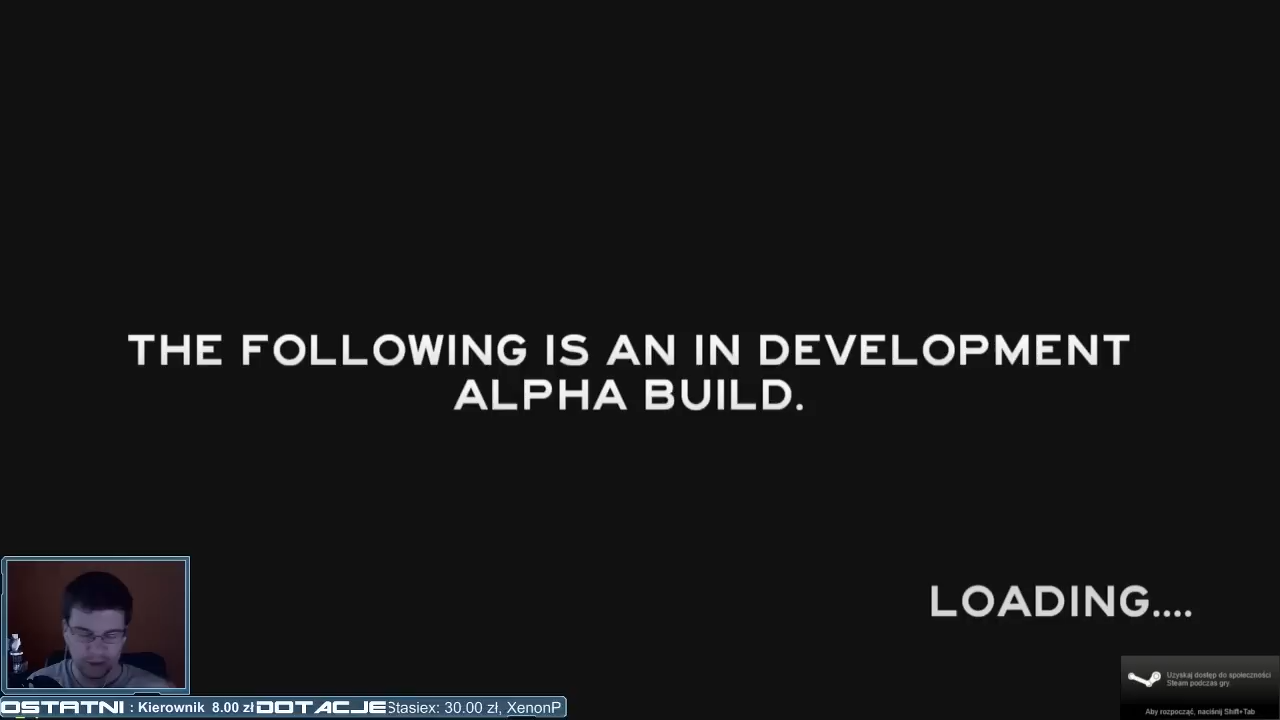 THE FOLLOWING IS AN IN DEVELOPMENT
ALPHA BUILD.
LOADING....
Uzyskaj dostęp do społeczności
Steam podczas gry.
Aby rozpocząć, naciśnij Shift+Tab
OSTATNI : Kierownik 8.00 zł DOTACJE Stasiex: 30.00 zł, XenonP